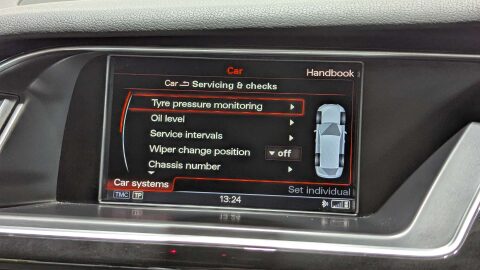 Car
Handbook
Car Servicing & checks
Tyre pressure monitoring
Oil level
Service intervals
Wiper change position off
Chassis number
Car systems
Set individual
TMC TP 13:24